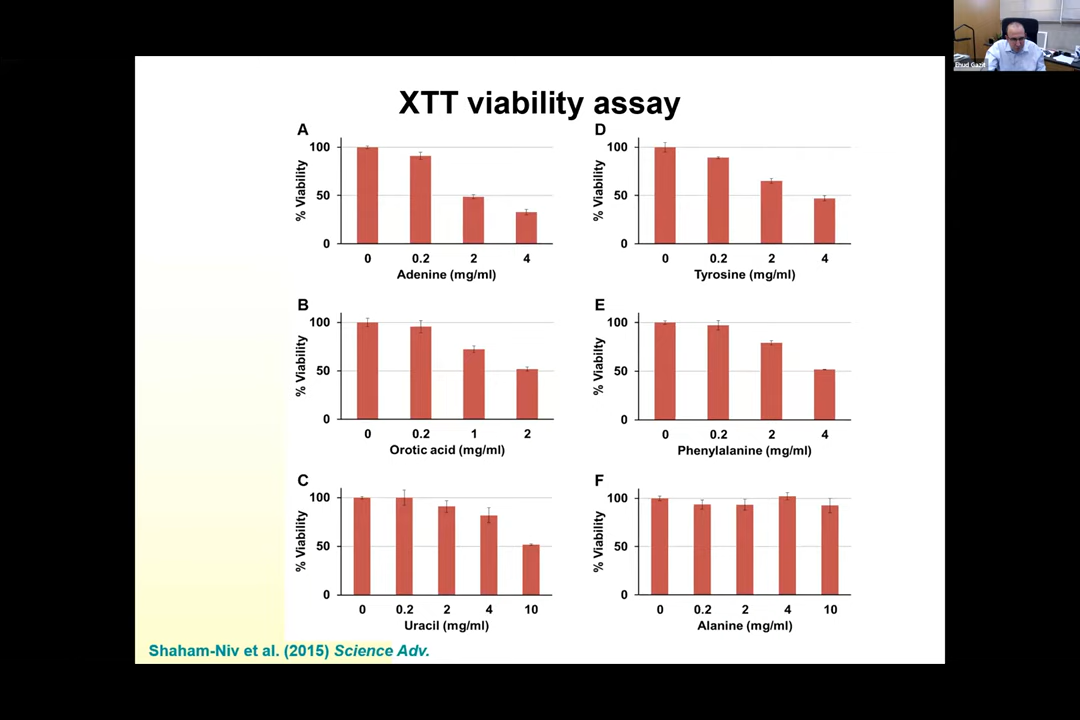 Ehud Gazit
XTT viability assay
A
100
50
0
% Viability
0 0.2 2 4
Adenine (mg/ml)
D
100
50
0
% Viability
0 0.2 2 4
Tyrosine (mg/ml)
B
100
50
0
% Viability
0 0.2 1 2
Orotic acid (mg/ml)
E
100
50
0
% Viability
0 0.2 2 4
Phenylalanine (mg/ml)
C
100
50
0
% Viability
0 0.2 2 4 10
Uracil (mg/ml)
F
100
50
0
% Viability
0 0.2 2 4 10
Alanine (mg/ml)
Shaham-Niv et al. (2015) Science Adv.